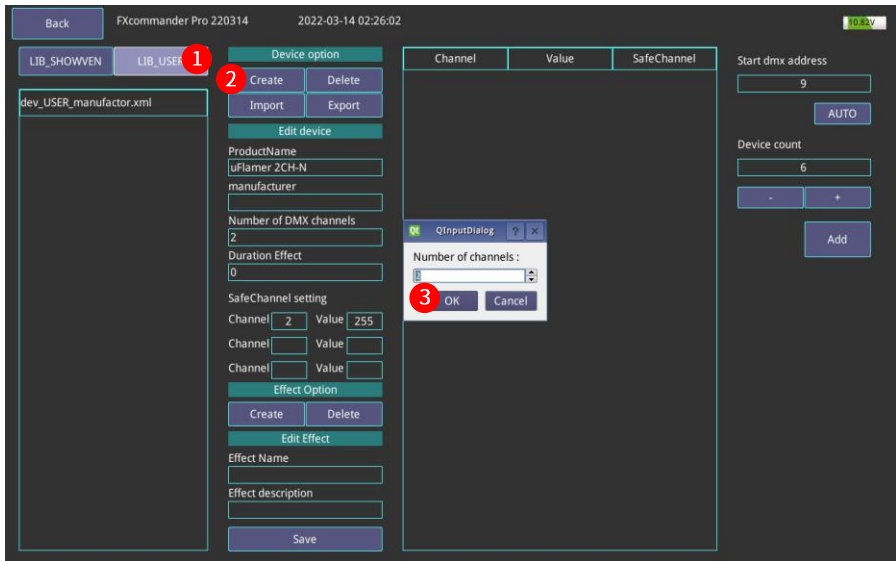 Back
FXcommander Pro 220314
2022-03-14 02:26:02
10.82V
LIB_SHOWVEN
LIB_USER
1
dev_USER_manufactor.xml
Device option
2
Create
Delete
Import
Export
Edit device
ProductName
uFlamer 2CH-N
manufacturer
Number of DMX channels
2
Duration Effect
0
SafeChannel setting
Channel 2 Value 255
Channel Value
Channel Value
Effect Option
Create
Delete
Edit Effect
Effect Name
Effect description
Save
Channel
Value
SafeChannel
Qt QInputDialog ? ×
Number of channels :
2
3
OK
Cancel
Start dmx address
9
AUTO
Device count
6
-
+
Add